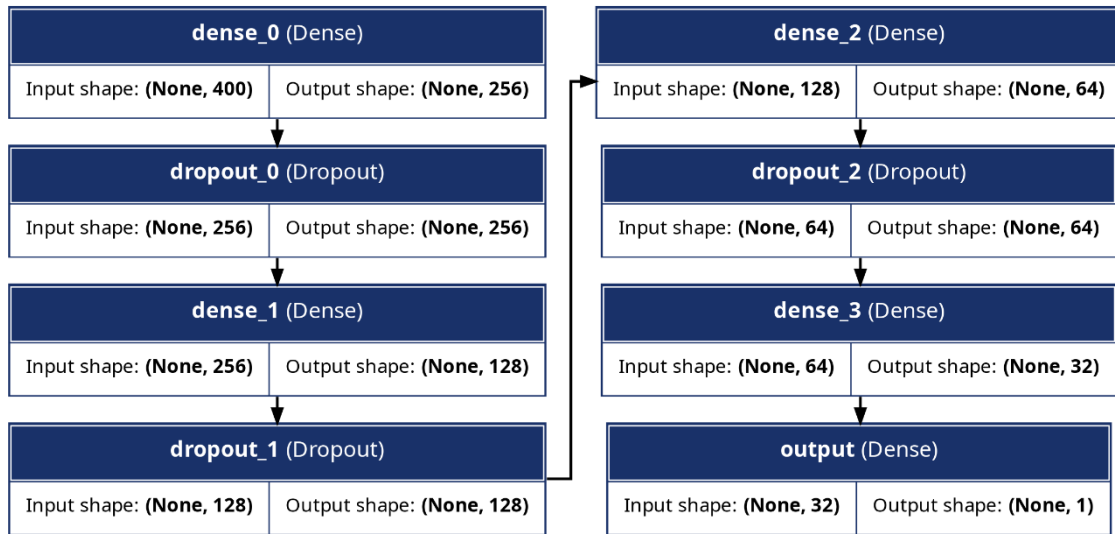 dense_0 (Dense)
Input shape: (None, 400) Output shape: (None, 256)
dropout_0 (Dropout)
Input shape: (None, 256) Output shape: (None, 256)
dense_1 (Dense)
Input shape: (None, 256) Output shape: (None, 128)
dropout_1 (Dropout)
Input shape: (None, 128) Output shape: (None, 128)
dense_2 (Dense)
Input shape: (None, 128) Output shape: (None, 64)
dropout_2 (Dropout)
Input shape: (None, 64) Output shape: (None, 64)
dense_3 (Dense)
Input shape: (None, 64) Output shape: (None, 32)
output (Dense)
Input shape: (None, 32) Output shape: (None, 1)